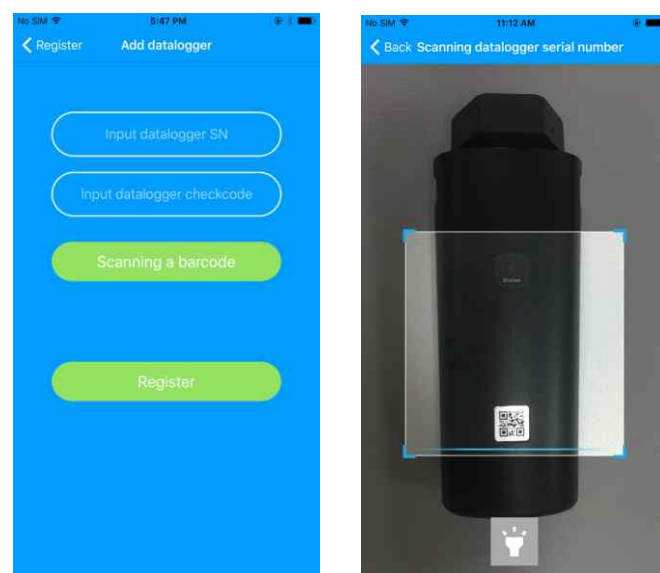 No SIM 5:47 PM
Register Add datalogger
Input datalogger SN
Input datalogger checkcode
Scanning a barcode
Register
No SIM 11:12 AM
Back Scanning datalogger serial number